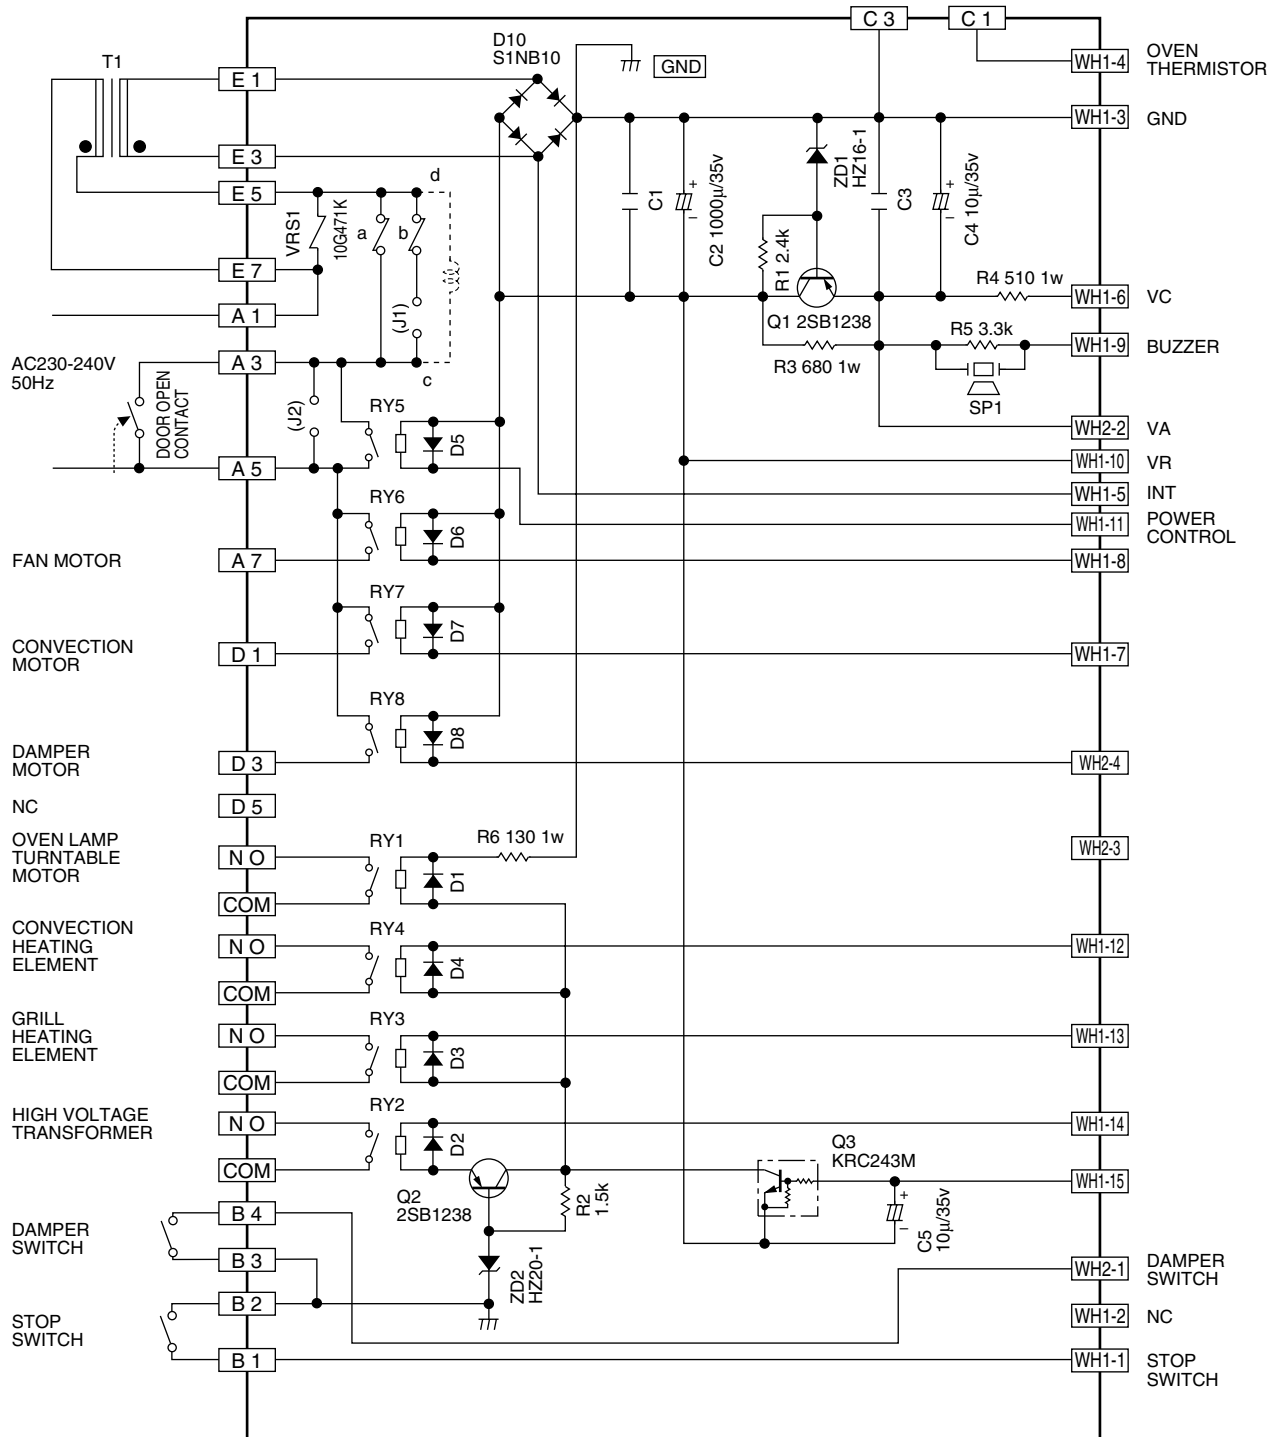 C 3
C 1
D10
S1NB10
T1
GND
E 1
WH1-4
OVEN
THERMISTOR
WH1-3
GND
E 3
d
E 5
VRS1
10G471K
a
b
ZD1
HZ16-1
C1
+
–
C2 1000µ/35v
C3
+
–
C4 10µ/35v
R1 2.4k
E 7
R4 510 1w
WH1-6
VC
A 1
(J1)
Q1 2SB1238
R5 3.3k
WH1-9
BUZZER
R3 680 1w
SP1
AC230-240V
50Hz
A 3
c
DOOR OPEN
CONTACT
(J2)
RY5
D5
WH2-2
VA
A 5
WH1-10
VR
WH1-5
INT
RY6
D6
WH1-11
POWER
CONTROL
FAN MOTOR
A 7
WH1-8
RY7
D7
CONVECTION
MOTOR
D 1
WH1-7
RY8
D8
DAMPER
MOTOR
D 3
WH2-4
NC
D 5
OVEN LAMP
TURNTABLE
MOTOR
N O
RY1
R6 130 1w
D1
WH2-3
COM
CONVECTION
HEATING
ELEMENT
N O
RY4
D4
WH1-12
COM
GRILL
HEATING
ELEMENT
N O
RY3
D3
WH1-13
COM
HIGH VOLTAGE
TRANSFORMER
N O
RY2
D2
WH1-14
COM
Q2
2SB1238
R2
1.5k
Q3
KRC243M
WH1-15
+
–
C5
10µ/35v
DAMPER
SWITCH
B 4
B 3
ZD2
HZ20-1
WH2-1
DAMPER
SWITCH
B 2
WH1-2
NC
STOP
SWITCH
B 1
WH1-1
STOP
SWITCH